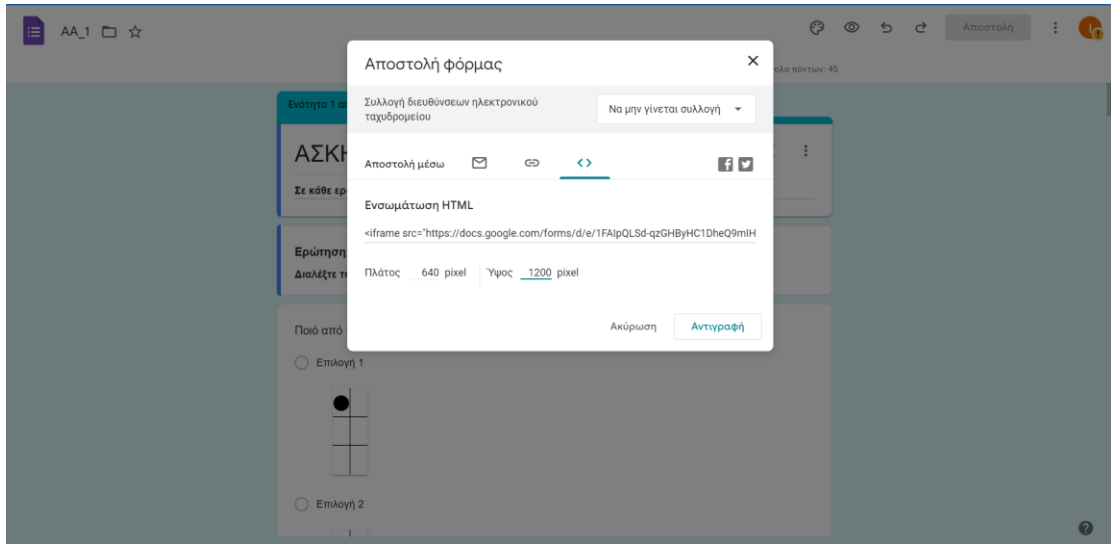 AA_1
Αποστολή
Αποστολή φόρμας
ολο πόντων: 45
Ενότητα 1 απ
Συλλογή διευθύνσεων ηλεκτρονικού
ταχυδρομείου
Να μην γίνεται συλλογή
ΑΣΚΗ
Αποστολή μέσω
Σε κάθε ερ
Ενσωμάτωση HTML
<iframe src="https://docs.google.com/forms/d/e/1FAIpQLSd-qzGHByHC1DheQ9mIH
Ερώτηση
Διαλέξτε τη
Πλάτος 640 pixel Ύψος 1200 pixel
Ποιό από
Ακύρωση Αντιγραφή
Επιλογή 1
Επιλογή 2